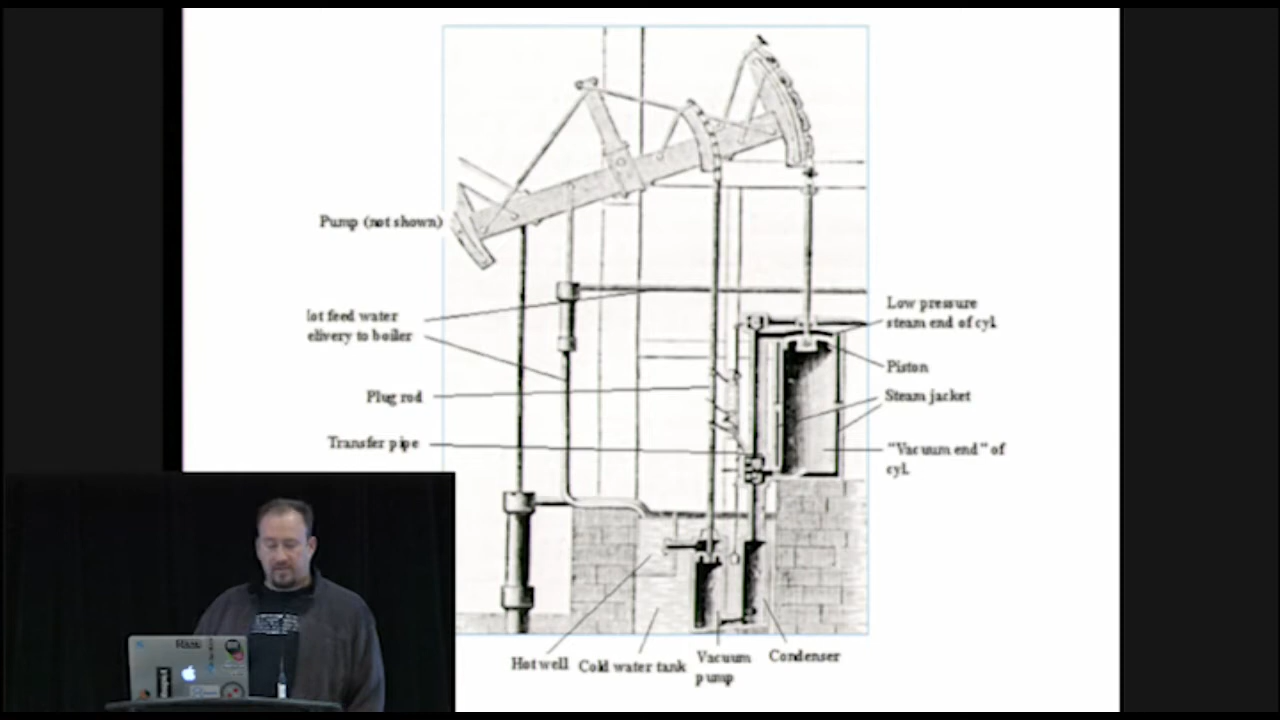 Pump (not shown)
lot feed water
elivery to boiler
Plug rod
Transfer pipe
Low pressure
steam end of cyl.
Piston
Steam jacket
"Vacuum end" of
cyl.
Hot well
Cold water tank
Vacuum
pump
Condenser